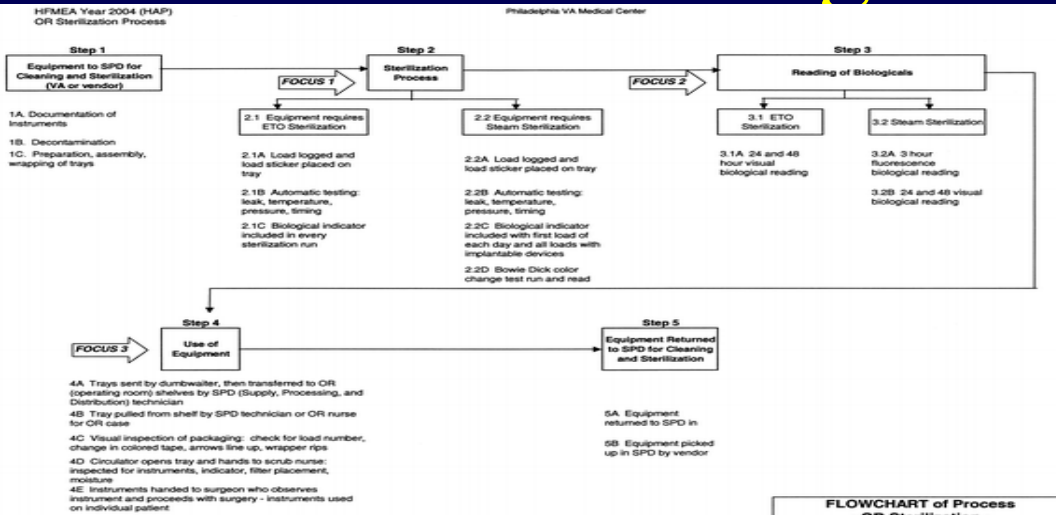 HFMEA Year 2004 (HAP)
OR Sterilization Process
Philadelphia VA Medical Center
Step 1
Equipment to SPD for
Cleaning and Sterilization
(VA or vendor)
1A. Documentation of
Instruments
1B. Decontamination
1C. Preparation, assembly,
wrapping of trays
FOCUS 1
Step 2
Sterilization
Process
2.1 Equipment requires
ETO Sterilization
2.1A Load logged and
load sticker placed on
tray
2.1B Automatic testing:
leak, temperature,
pressure, timing
2.1C Biological indicator
included in every
sterilization run
2.2 Equipment requires
Steam Sterilization
2.2A Load logged and
load sticker placed on tray
2.2B Automatic testing:
leak, temperature,
pressure, timing
2.2C Biological indicator
included with first load of
each day and all loads with
implantable devices
2.2D Bowie Dick color
change test run and read
FOCUS 2
Step 3
Reading of Biologicals
3.1 ETO
Sterilization
3.1A 24 and 48
hour visual
biological reading
3.2 Steam Sterilization
3.2A 3 hour
fluorescence
biological reading
3.2B 24 and 48 visual
biological reading
FOCUS 3
Step 4
Use of
Equipment
4A Trays sent by dumbwaiter, then transferred to OR
(operating room) shelves by SPD (Supply, Processing, and
Distribution) technician
4B Tray pulled from shelf by SPD technician or OR nurse
for OR case
4C Visual inspection of packaging: check for load number,
change in colored tape, arrows line up, wrapper rips
4D Circulator opens tray and hands to scrub nurse:
inspected for instruments, indicator, filter placement,
moisture
4E Instruments handed to surgeon who observes
instrument and proceeds with surgery - instruments used
on individual patient
Step 5
Equipment Returned
to SPD for Cleaning
and Sterilization
5A Equipment
returned to SPD in
5B Equipment picked
up in SPD by vendor
FLOWCHART of Process
OR Sterilization